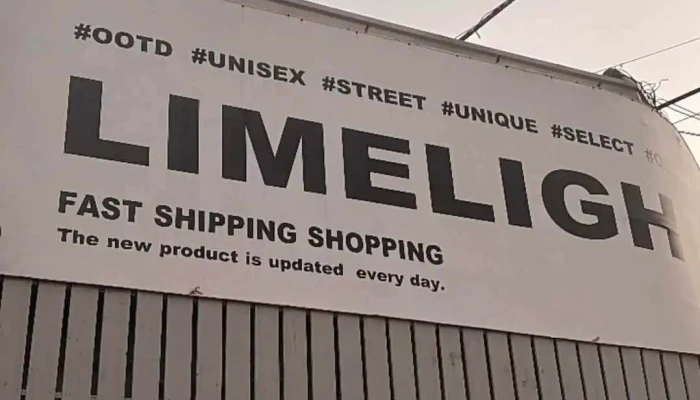 #OOTD #UNISEX #STREET #UNIQUE #SELECT
LIMELIGH
FAST SHIPPING SHOPPING
The new product is updated every day.